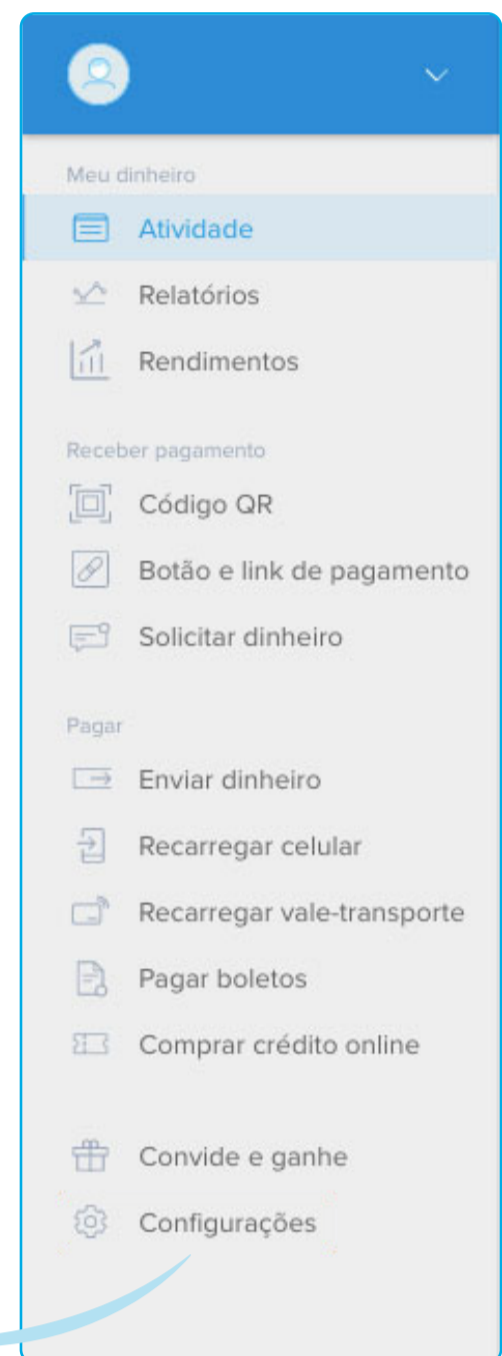 Meu dinheiro
Atividade
Relatórios
Rendimentos
Receber pagamento
Código QR
Botão e link de pagamento
Solicitar dinheiro
Pagar
Enviar dinheiro
Recarregar celular
Recarregar vale-transporte
Pagar boletos
Comprar crédito online
Convide e ganhe
Configurações